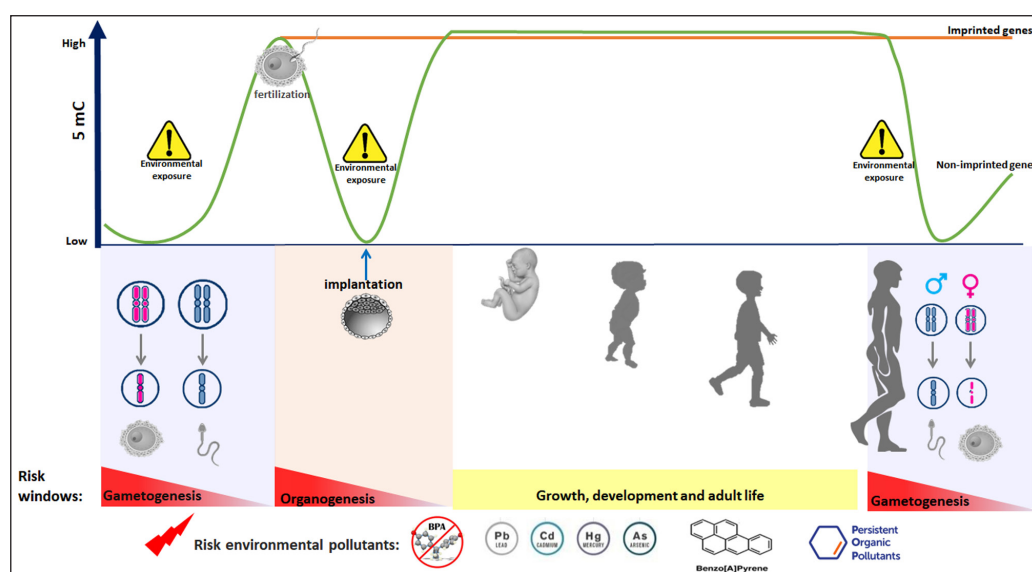 High
5 mC
Low
fertilization
Environmental
exposure
Environmental
exposure
Environmental
exposure
Imprinted genes
Non-imprinted gene
implantation
Risk
windows:
Gametogenesis
Organogenesis
Growth, development and adult life
Gametogenesis
Risk environmental pollutants:
BPA
Pb
LEAD
Cd
CADMIUM
Hg
MERCURY
As
ARSENIC
Benzo[A]Pyrene
Persistent
Organic
Pollutants